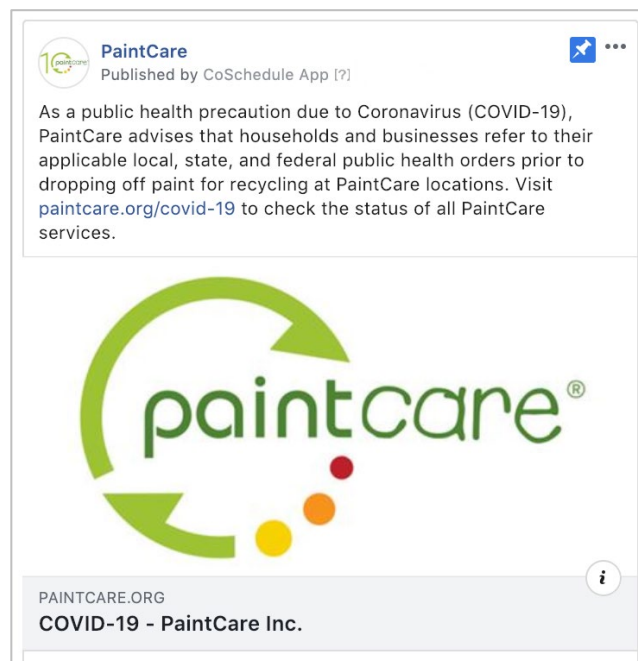 PaintCare
Published by CoSchedule App [?]
As a public health precaution due to Coronavirus (COVID-19),
PaintCare advises that households and businesses refer to their
applicable local, state, and federal public health orders prior to
dropping off paint for recycling at PaintCare locations. Visit
paintcare.org/covid-19 to check the status of all PaintCare
services.
paintcare®
i
PAINTCARE.ORG
COVID-19 - PaintCare Inc.